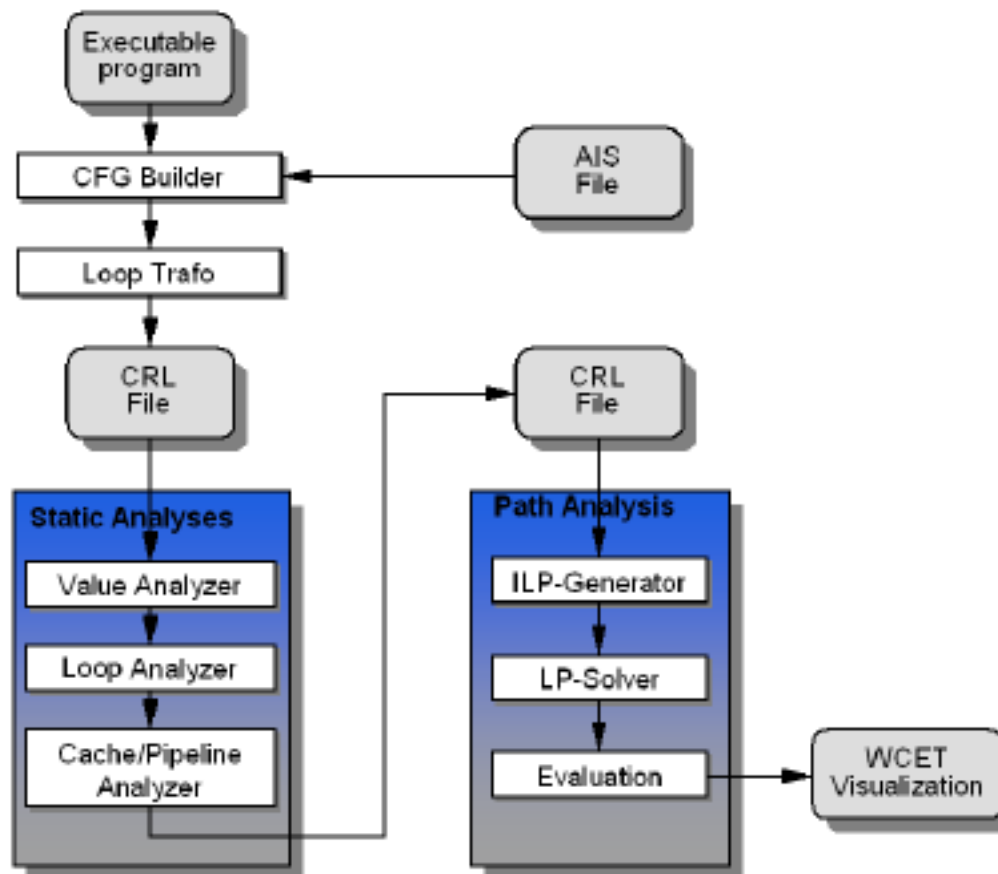 Executable
program
CFG Builder
AIS
File
Loop Trafo
CRL
File
CRL
File
Static Analyses
Value Analyzer
Loop Analyzer
Cache/Pipeline
Analyzer
Path Analysis
ILP-Generator
LP-Solver
Evaluation
WCET
Visualization